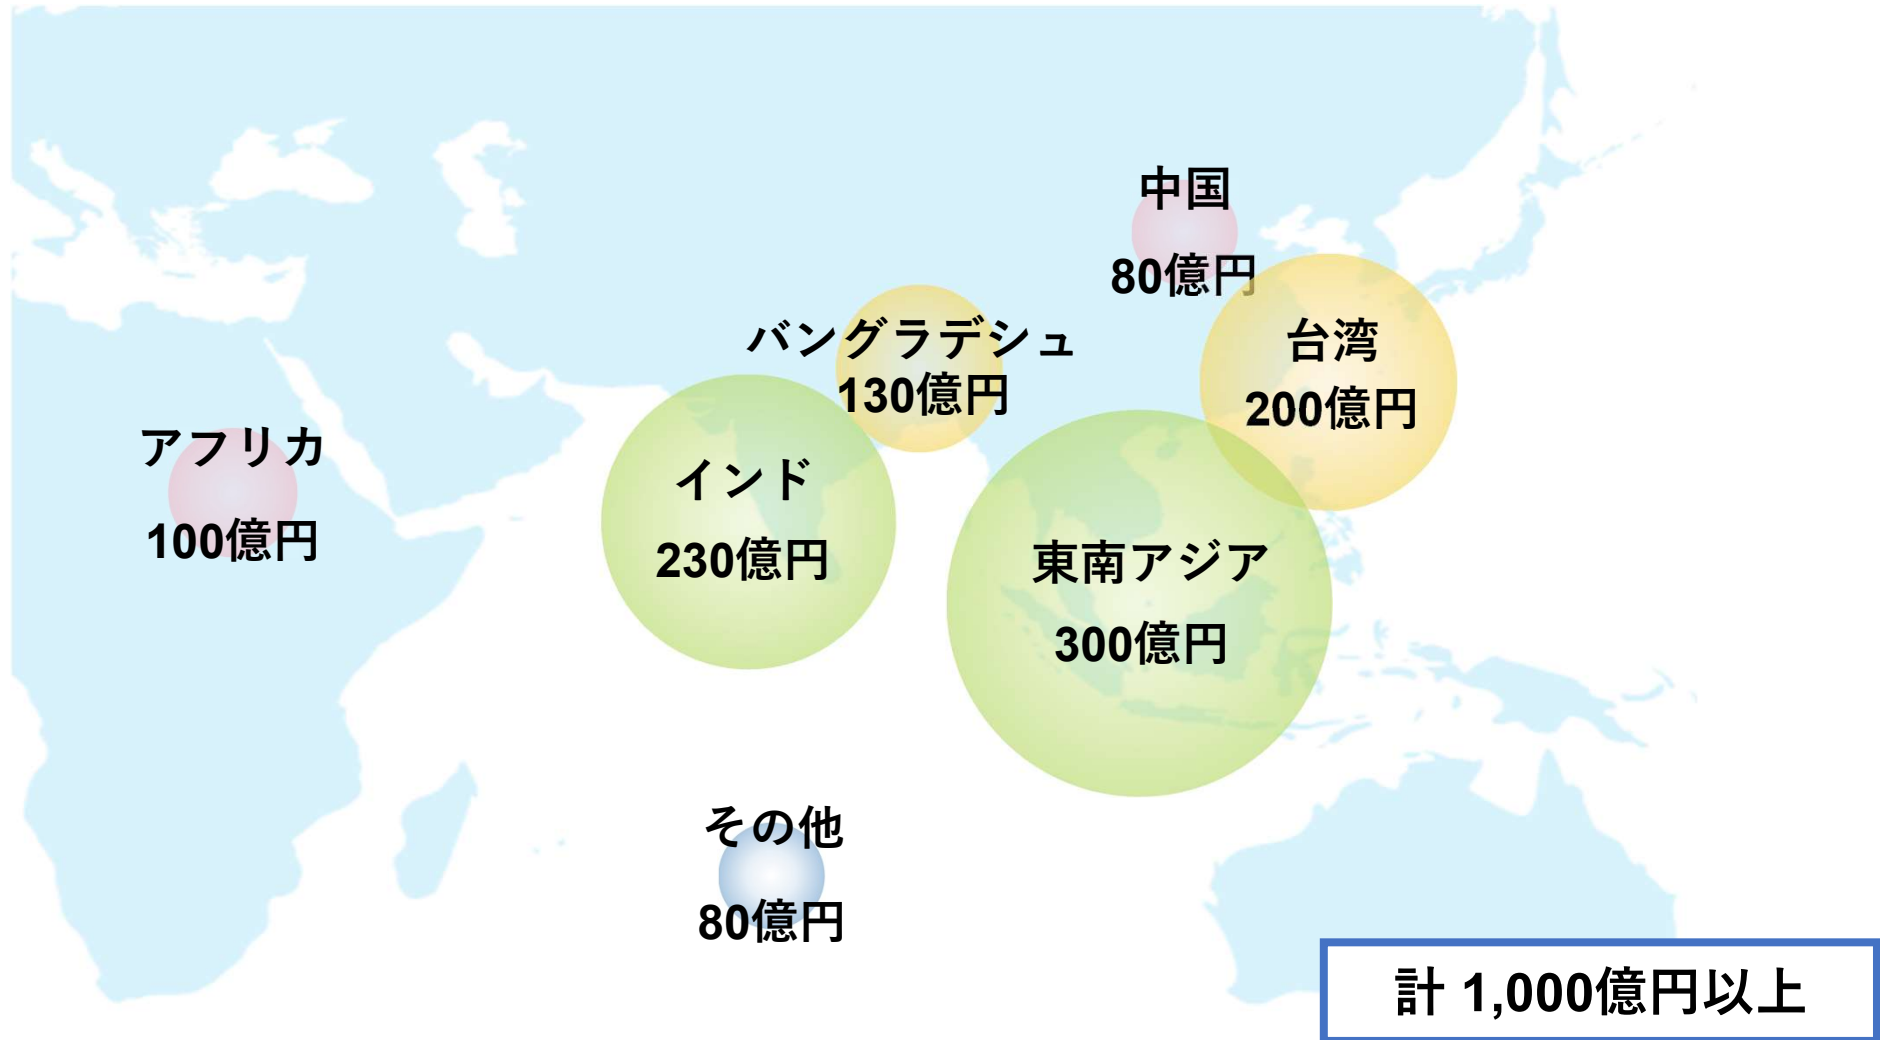 中国
80億円
バングラデシュ
130億円
台湾
200億円
アフリカ
100億円
インド
230億円
東南アジア
300億円
その他
80億円
計 1,000億円以上